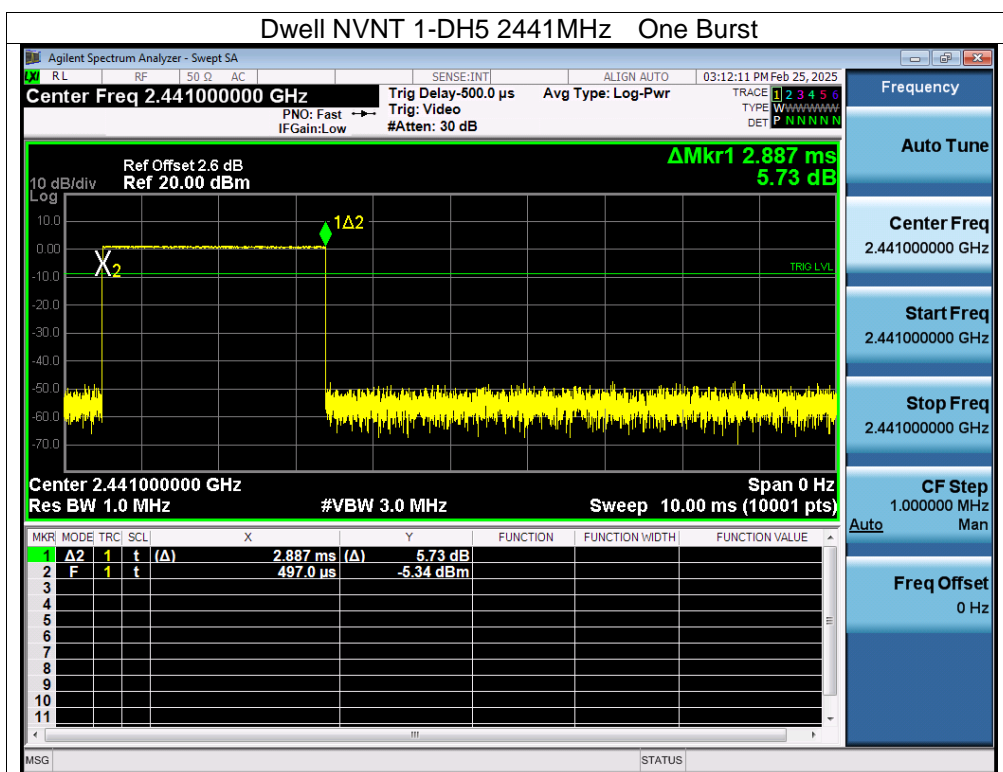 Dwell NVNT 1-DH5 2441MHz One Burst
Agilent Spectrum Analyzer - Swept SA
LXI RL RF 50 Ω AC SENSE:INT ALIGN AUTO 03:12:11 PM Feb 25, 2025
Center Freq 2.441000000 GHz Trig Delay-500.0 µs Avg Type: Log-Pwr TRACE 1 2 3 4 5 6
PNO: Fast Trig: Video TYPE WWWWWW
IFGain:Low #Atten: 30 dB DET P N N N N N
ΔMkr1 2.887 ms
5.73 dB
Ref Offset 2.6 dB
10 dB/div Ref 20.00 dBm
Log
10.0
0.00
-10.0
-20.0
-30.0
-40.0
-50.0
-60.0
-70.0
1Δ2
X2
TRIG LVL
Center 2.441000000 GHz Span 0 Hz
Res BW 1.0 MHz #VBW 3.0 MHz Sweep 10.00 ms (10001 pts)
MKR MODE TRC SCL X Y FUNCTION FUNCTION WIDTH FUNCTION VALUE
1 Δ2 1 t (Δ) 2.887 ms (Δ) 5.73 dB
2 F 1 t 497.0 µs -5.34 dBm
3
4
5
6
7
8
9
10
11
MSG STATUS
Frequency
Auto Tune
Center Freq
2.441000000 GHz
Start Freq
2.441000000 GHz
Stop Freq
2.441000000 GHz
CF Step
1.000000 MHz
Auto Man
Freq Offset
0 Hz